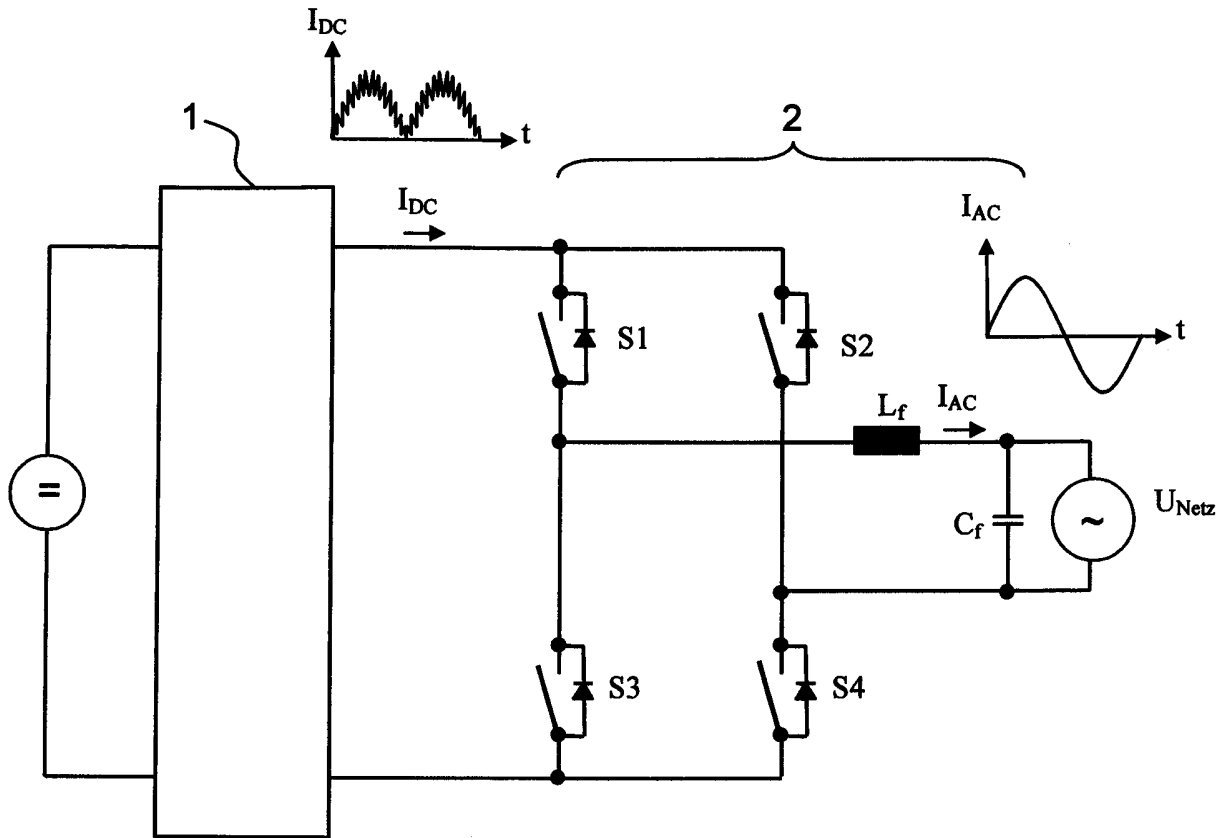 I_DC
t
1
2
I_DC
I_AC
t
S1
S2
L_f
I_AC
=
C_f
~
U_Netz
S3
S4